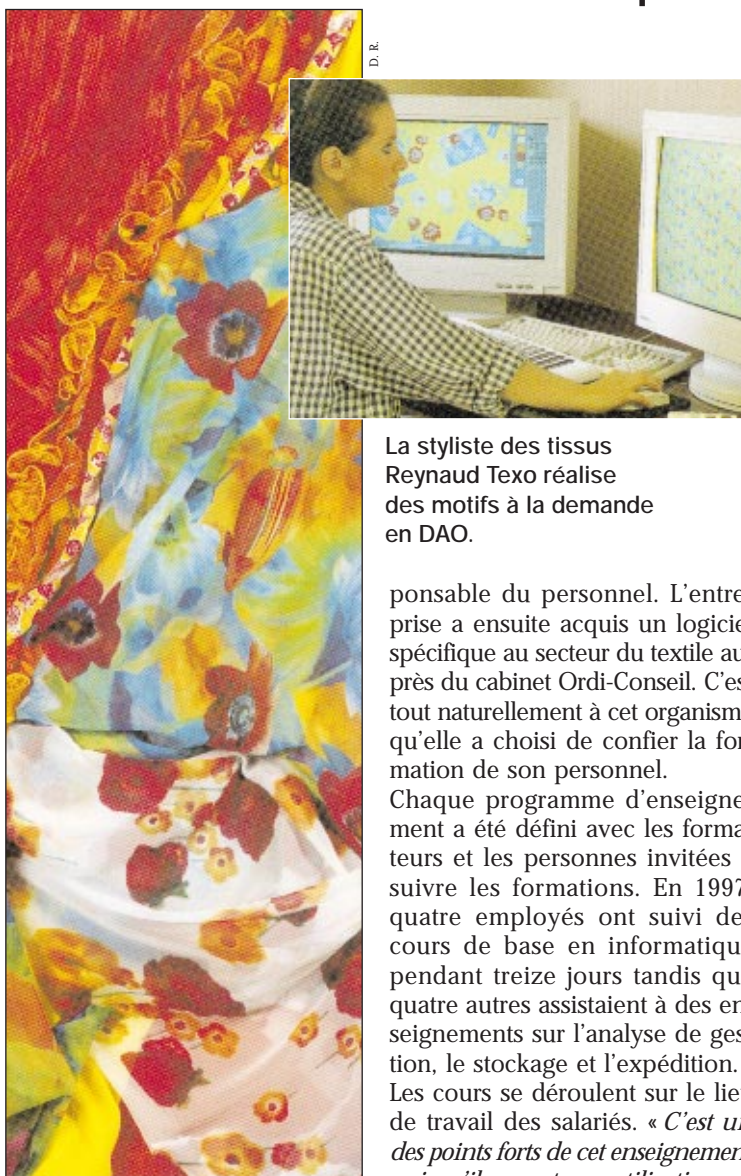 D. R.
La styliste des tissus
Reynaud Texo réalise
des motifs à la demande
en DAO.
ponsable du personnel. L'entre
prise a ensuite acquis un logicie
spécifique au secteur du textile au
près du cabinet Ordi-Conseil. C'es
tout naturellement à cet organism
qu'elle a choisi de confier la for
mation de son personnel.
Chaque programme d'enseigne
ment a été défini avec les forma
teurs et les personnes invitées
suivre les formations. En 1997
quatre employés ont suivi de
cours de base en informatiqu
pendant treize jours tandis qu
quatre autres assistaient à des en
seignements sur l'analyse de ges
tion, le stockage et l'expédition.
Les cours se déroulent sur le lie
de travail des salariés. « C'est u
des points forts de cet enseignemen